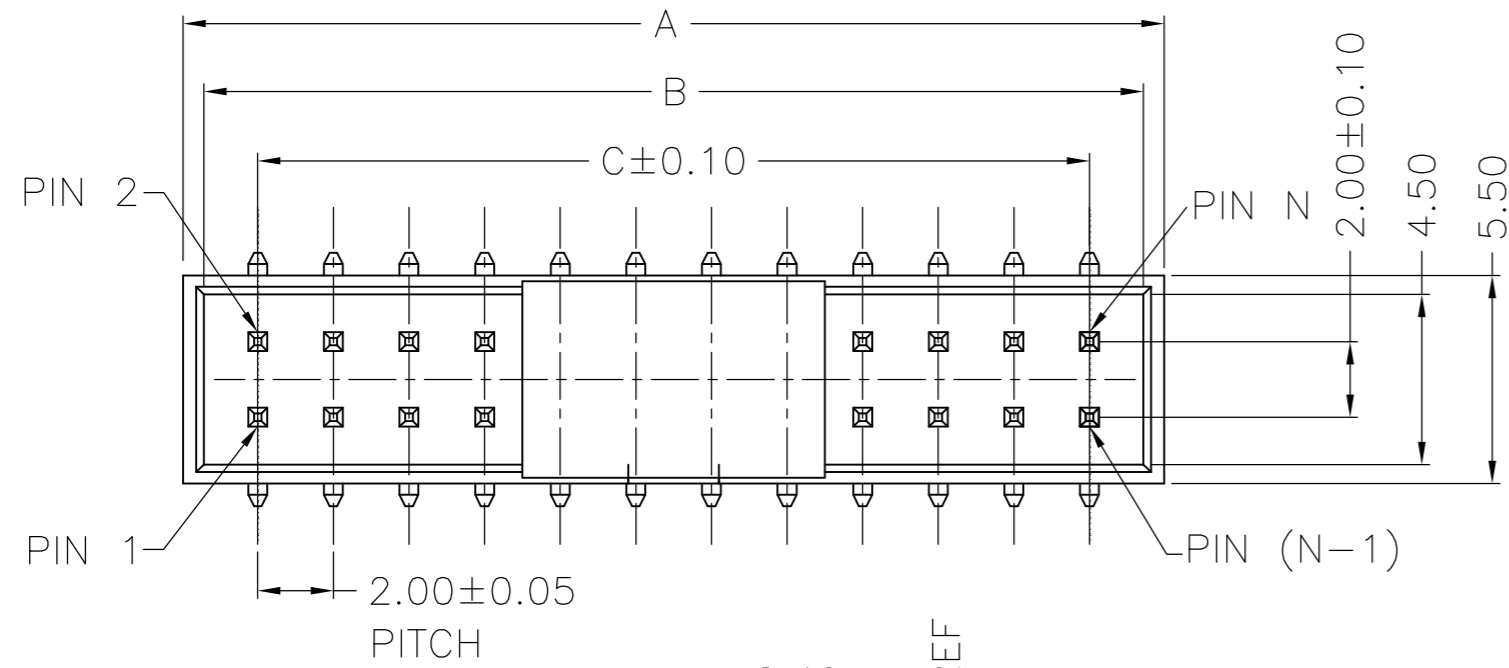 A
B
C±0.10
PIN 2
PIN N
2.00±0.10
4.50
5.50
PIN 1
PIN (N-1)
2.00±0.05
PITCH